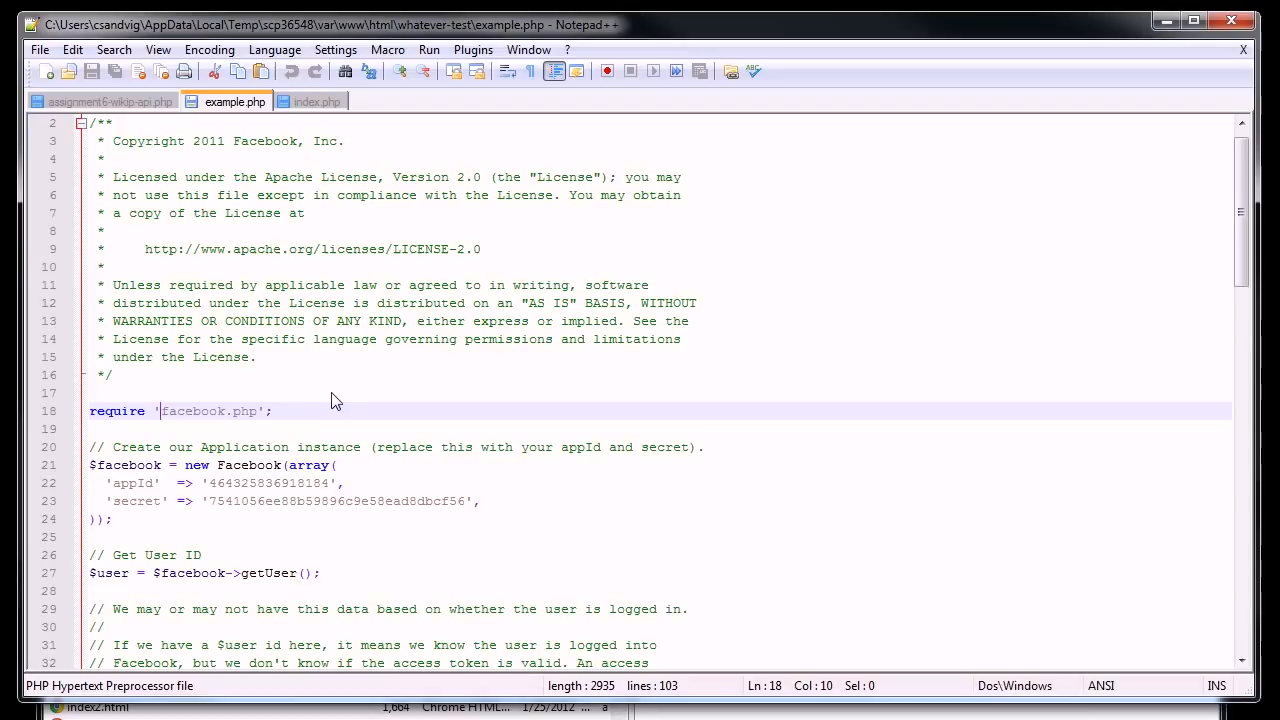 C:\Users\csandvig\AppData\Local\Temp\scp36548\var\www\html\whatever-test\example.php - Notepad++
File Edit Search View Encoding Language Settings Macro Run Plugins Window ? X
assignment6-wikip-api.php example.php index.php
2 /**
3 * Copyright 2011 Facebook, Inc.
4 *
5 * Licensed under the Apache License, Version 2.0 (the "License"); you may
6 * not use this file except in compliance with the License. You may obtain
7 * a copy of the License at
8 *
9 * http://www.apache.org/licenses/LICENSE-2.0
10 *
11 * Unless required by applicable law or agreed to in writing, software
12 * distributed under the License is distributed on an "AS IS" BASIS, WITHOUT
13 * WARRANTIES OR CONDITIONS OF ANY KIND, either express or implied. See the
14 * License for the specific language governing permissions and limitations
15 * under the License.
16 */
17
18 require 'facebook.php';
19
20 // Create our Application instance (replace this with your appId and secret).
21 $facebook = new Facebook(array(
22 'appId' => '464325836918184',
23 'secret' => '7541056ee88b59896c9e58ead8dbcf56',
24 ));
25
26 // Get User ID
27 $user = $facebook->getUser();
28
29 // We may or may not have this data based on whether the user is logged in.
30 //
31 // If we have a $user id here, it means we know the user is logged into
32 // Facebook, but we don't know if the access token is valid. An access
PHP Hypertext Preprocessor file length : 2935 lines : 103 Ln : 18 Col : 10 Sel : 0 Dos\Windows ANSI INS
index2.html 1,664 Chrome HTML... 1/25/2012 ... a